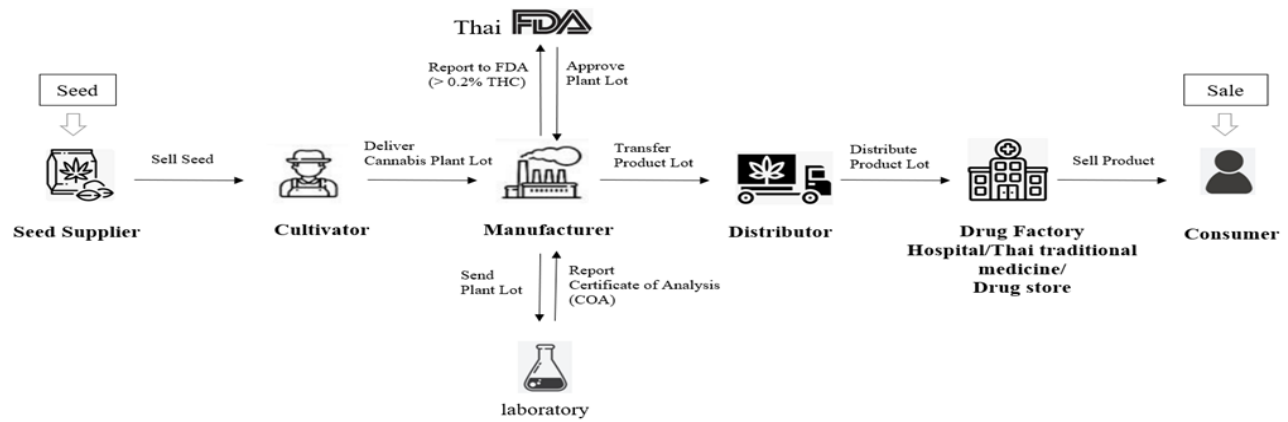 Thai FDA
Report to FDA
(> 0.2% THC)
Approve
Plant Lot
Seed
Sale
Sell Seed
Deliver
Cannabis Plant Lot
Transfer
Product Lot
Distribute
Product Lot
Sell Product
Seed Supplier
Cultivator
Manufacturer
Distributor
Drug Factory
Hospital/Thai traditional
medicine/
Drug store
Consumer
Send
Plant Lot
Report
Certificate of Analysis
(COA)
laboratory